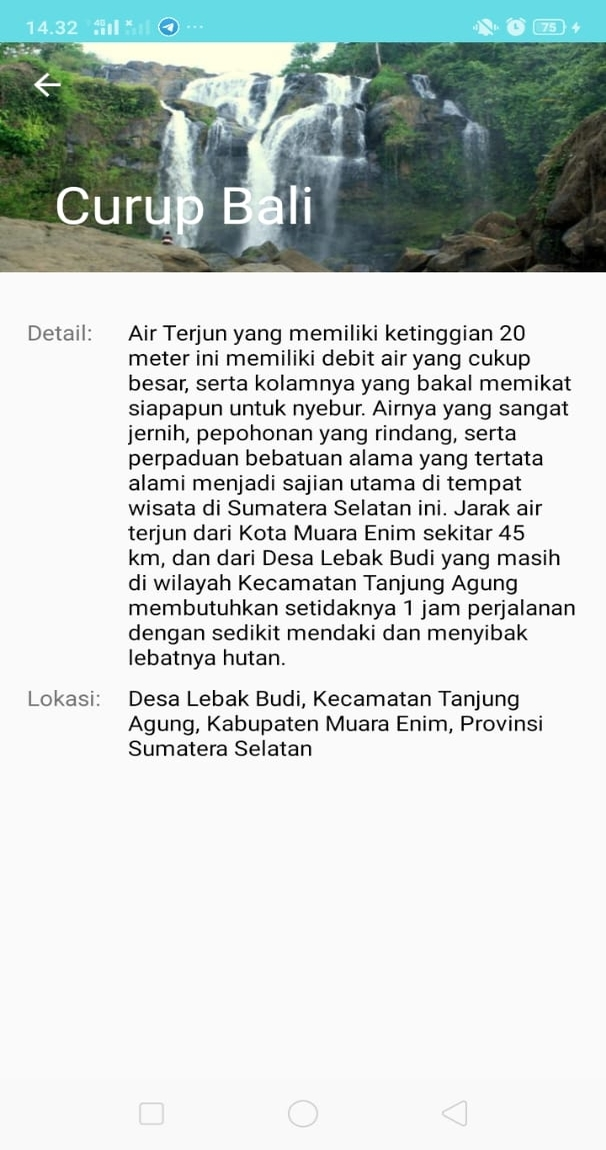 14.32
4G
75
Curup Bali
Detail:
Air Terjun yang memiliki ketinggian 20
meter ini memiliki debit air yang cukup
besar, serta kolamnya yang bakal memikat
siapapun untuk nyebur. Airnya yang sangat
jernih, pepohonan yang rindang, serta
perpaduan bebatuan alama yang tertata
alami menjadi sajian utama di tempat
wisata di Sumatera Selatan ini. Jarak air
terjun dari Kota Muara Enim sekitar 45
km, dan dari Desa Lebak Budi yang masih
di wilayah Kecamatan Tanjung Agung
membutuhkan setidaknya 1 jam perjalanan
dengan sedikit mendaki dan menyibak
lebatnya hutan.
Lokasi:
Desa Lebak Budi, Kecamatan Tanjung
Agung, Kabupaten Muara Enim, Provinsi
Sumatera Selatan